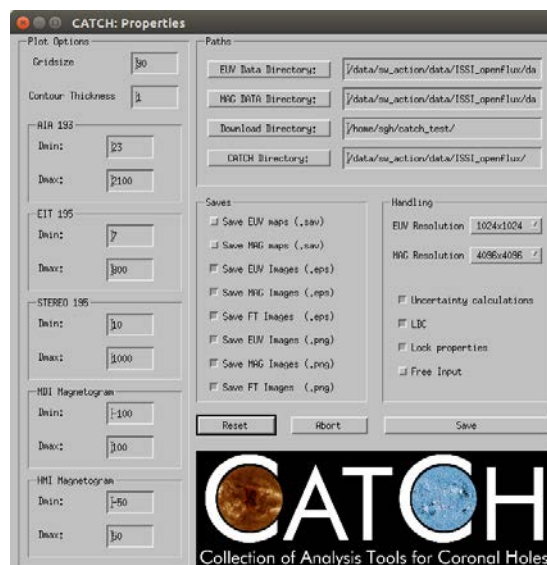 CATCH: Properties
Plot Options
Gridsize 90
Contour Thickness 1
AIA 193
Dmin: 23
Dmax: 2100
EIT 195
Dmin: 7
Dmax: 800
STEREO 195
Dmin: 10
Dmax: 1000
MDI Magnetogram
Dmin: -100
Dmax: 100
HMI Magnetogram
Dmin: -50
Dmax: 50
Paths
EUV Data Directory: /data/sw_action/data/ISSI_openflux/da
MAG DATA Directory: /data/sw_action/data/ISSI_openflux/da
Download Directory: /home/sgh/catch_test/
CATCH Directory: /data/sw_action/data/ISSI_openflux/
Saves
Save EUV maps (.sav)
Save MAG maps (.sav)
Save EUV Images (.eps)
Save MAG Images (.eps)
Save FT Images (.eps)
Save EUV Images (.png)
Save MAG Images (.png)
Save FT Images (.png)
Handling
EUV Resolution 1024x1024
MAG Resolution 4096x4096
Uncertainty calculations
LBC
Lock properties
Free Input
Reset Abort Save
CATCH
Collection of Analysis Tools for Coronal Holes